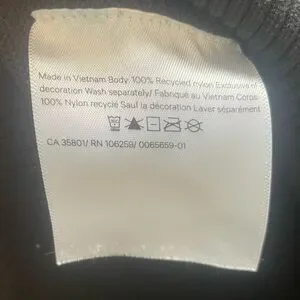 Made in Vietnam Body: 100% Recycled nylon Exclusive of
decoration Wash separately/ Fabriqué au Vietnam Corps:
100% Nylon recyclé Sauf la décoration Laver séparément
CA 35801/ RN 106259/ 0065659-01